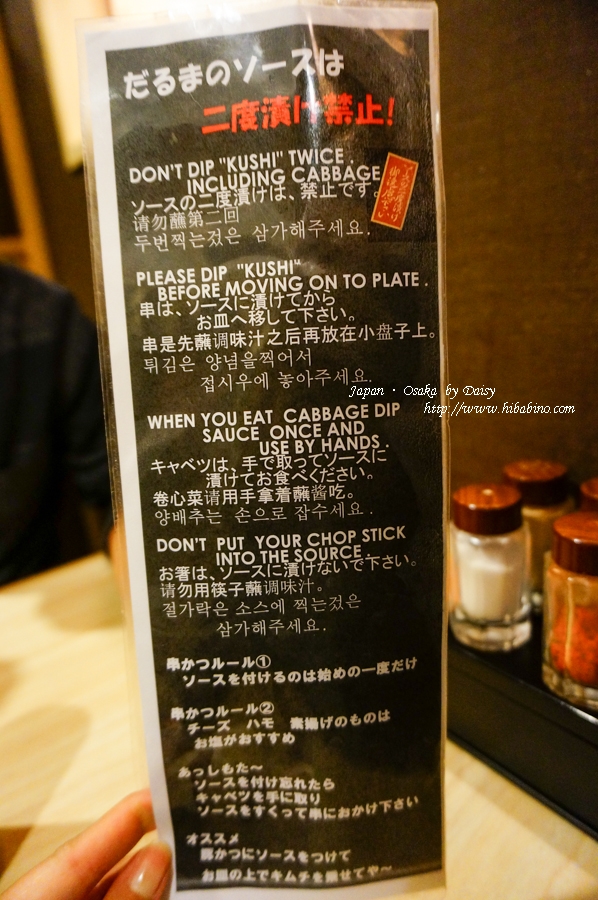 だるまのソースは
二度漬け禁止!
DON'T DIP "KUSHI" TWICE .
INCLUDING CABBAGE
ソースの二度漬けは、禁止です。
请勿蘸第二回
두번찍는것은 삼가해주세요.
PLEASE DIP "KUSHI"
BEFORE MOVING ON TO PLATE .
串は、ソースに漬けてから
お皿へ移して下さい。
串是先蘸调味汁之后再放在小盘子上。
튀김은 양념을찍어서
접시우에 놓아주세요.
Japan · Osaka by Daisy
http://www.hibabino.com
WHEN YOU EAT CABBAGE DIP
SAUCE ONCE AND
USE BY HANDS .
キャベツは、手で取ってソースに
漬けてお食べください。
卷心菜请用手拿着蘸酱吃。
양배추는 손으로 잡수세요.
DON'T PUT YOUR CHOP STICK
INTO THE SOURCE .
お箸は、ソースに漬けないで下さい。
请勿用筷子蘸调味汁.
절가락은 소스에 찍는것은
삼가해주세요.
串かつルール①
ソースを付けるのは始めの一度だけ
串かつルール②
チーズ ハモ 素揚げのものは
お塩がおすすめ
あっしもた～
ソースを付け忘れたら
キャベツを手に取り
ソースをすくって串におかけ下さい
オススメ
豚かつにソースをつけて
お皿の上でキムチを乗せてや～